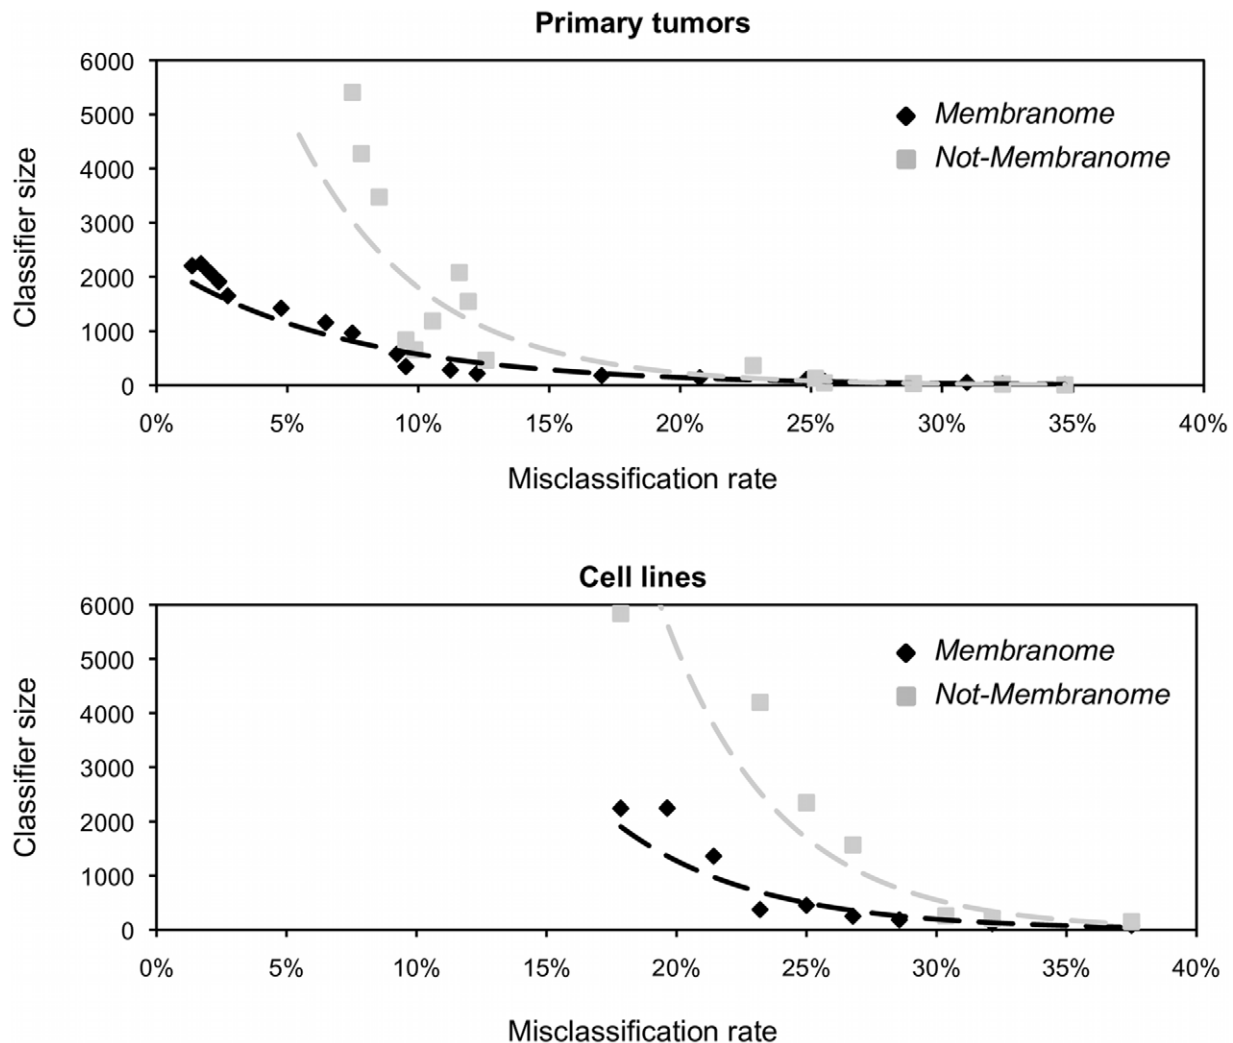 Primary tumors
6000
5000
4000
3000
2000
1000
0
Classifier size
Membranome
Not-Membranome
0% 5% 10% 15% 20% 25% 30% 35% 40%
Misclassification rate
Cell lines
6000
5000
4000
3000
2000
1000
0
Classifier size
Membranome
Not-Membranome
0% 5% 10% 15% 20% 25% 30% 35% 40%
Misclassification rate